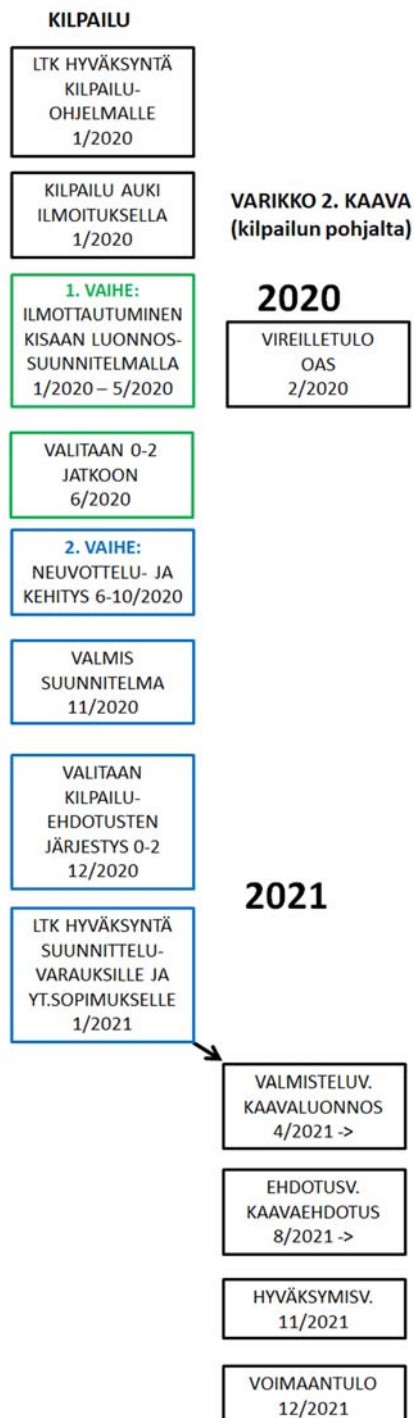 KILPAILU
LTK HYVÄKSYNTÄ
KILPAILU-
OHJELMALLE
1/2020
KILPAILU AUKI
ILMOITUKSELLA
1/2020
VARIKKO 2. KAAVA
(kilpailun pohjalta)
1. VAIHE:
ILMOTTAUTUMINEN
KISAAN LUONNOS-
SUUNNITELMALLA
1/2020 – 5/2020
2020
VIREILLETULO
OAS
2/2020
VALITAAN 0-2
JATKOON
6/2020
2. VAIHE:
NEUVOTTELU- JA
KEHITYS 6-10/2020
VALMIS
SUUNNITELMA
11/2020
VALITAAN
KILPAILU-
EHDOTUSTEN
JÄRJESTYS 0-2
12/2020
2021
LTK HYVÄKSYNTÄ
SUUNNITTELU-
VARAUKSILLE JA
YT.SOPIMUKSELLE
1/2021
VALMISTELUV.
KAAVALUONNOS
4/2021 ->
EHDOTUSV.
KAAVAEHDOTUS
8/2021 ->
HYVÄKSYMISV.
11/2021
VOIMAANTULO
12/2021